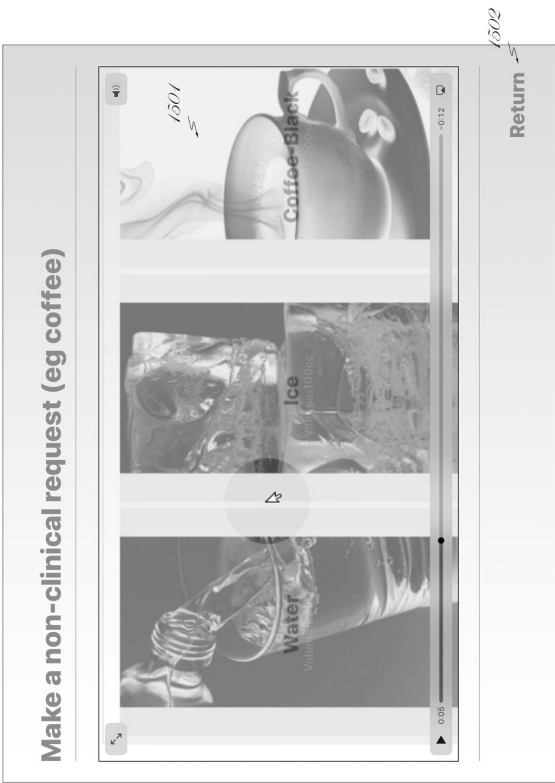 Make a non-clinical request (eg coffee)
1501
Water
Ice
Coffee-Black
0:05
-0:12
Return
1502